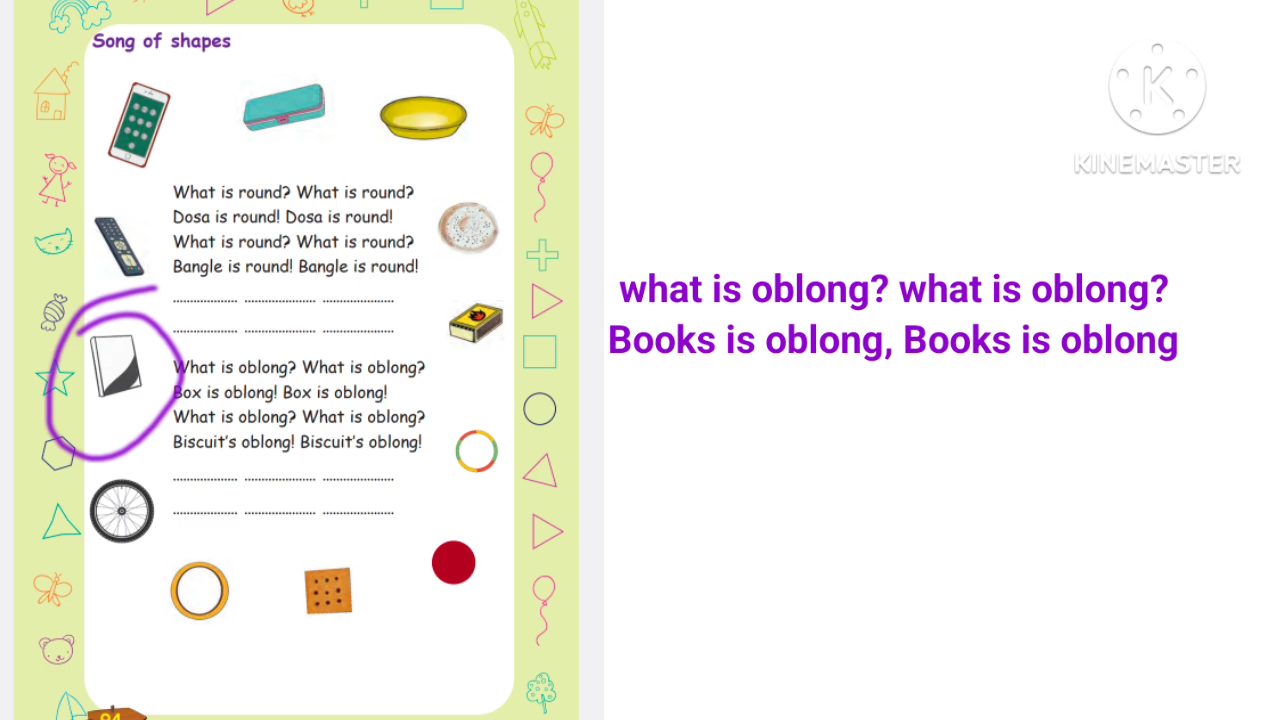 Song of shapes
What is round? What is round?
Dosa is round! Dosa is round!
What is round? What is round?
Bangle is round! Bangle is round!
..................... ....................... .......................
..................... ....................... .......................
What is oblong? What is oblong?
Box is oblong! Box is oblong!
What is oblong? What is oblong?
Biscuit's oblong! Biscuit's oblong!
..................... ....................... .......................
..................... ....................... .......................
what is oblong? what is oblong?
Books is oblong, Books is oblong
K
KINEMASTER